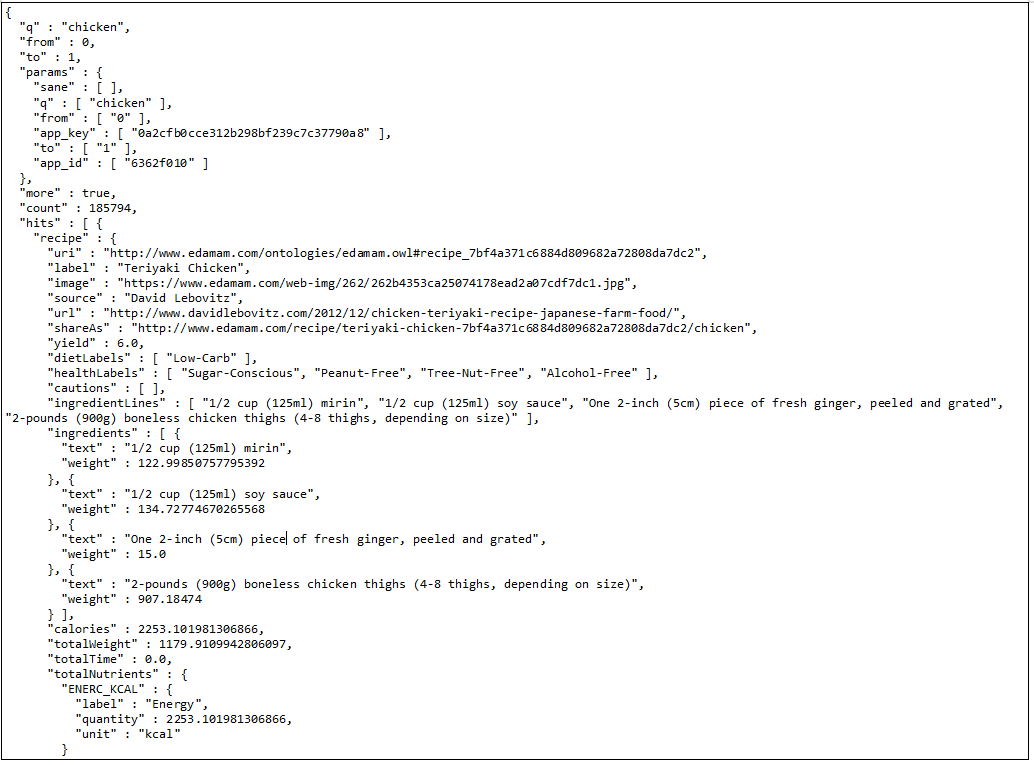 {
  "q" : "chicken",
  "from" : 0,
  "to" : 1,
  "params" : {
    "sane" : [ ],
    "q" : [ "chicken" ],
    "from" : [ "0" ],
    "app_key" : [ "0a2cfb0cce312b298bf239c7c37790a8" ],
    "to" : [ "1" ],
    "app_id" : [ "6362f010" ]
  },
  "more" : true,
  "count" : 185794,
  "hits" : [ {
    "recipe" : {
      "uri" : "http://www.edamam.com/ontologies/edamam.owl#recipe_7bf4a371c6884d809682a72808da7dc2",
      "label" : "Teriyaki Chicken",
      "image" : "https://www.edamam.com/web-img/262/262b4353ca25074178ead2a07cdf7dc1.jpg",
      "source" : "David Lebovitz",
      "url" : "http://www.davidlebovitz.com/2012/12/chicken-teriyaki-recipe-japanese-farm-food/",
      "shareAs" : "http://www.edamam.com/recipe/teriyaki-chicken-7bf4a371c6884d809682a72808da7dc2/chicken",
      "yield" : 6.0,
      "dietLabels" : [ "Low-Carb" ],
      "healthLabels" : [ "Sugar-Conscious", "Peanut-Free", "Tree-Nut-Free", "Alcohol-Free" ],
      "cautions" : [ ],
      "ingredientLines" : [ "1/2 cup (125ml) mirin", "1/2 cup (125ml) soy sauce", "One 2-inch (5cm) piece of fresh ginger, peeled and grated",
"2-pounds (900g) boneless chicken thighs (4-8 thighs, depending on size)" ],
      "ingredients" : [ {
        "text" : "1/2 cup (125ml) mirin",
        "weight" : 122.99850757795392
      }, {
        "text" : "1/2 cup (125ml) soy sauce",
        "weight" : 134.72774670265568
      }, {
        "text" : "One 2-inch (5cm) piece of fresh ginger, peeled and grated",
        "weight" : 15.0
      }, {
        "text" : "2-pounds (900g) boneless chicken thighs (4-8 thighs, depending on size)",
        "weight" : 907.18474
      } ],
      "calories" : 2253.101981306866,
      "totalWeight" : 1179.9109942806097,
      "totalTime" : 0.0,
      "totalNutrients" : {
        "ENERC_KCAL" : {
          "label" : "Energy",
          "quantity" : 2253.101981306866,
          "unit" : "kcal"
        }